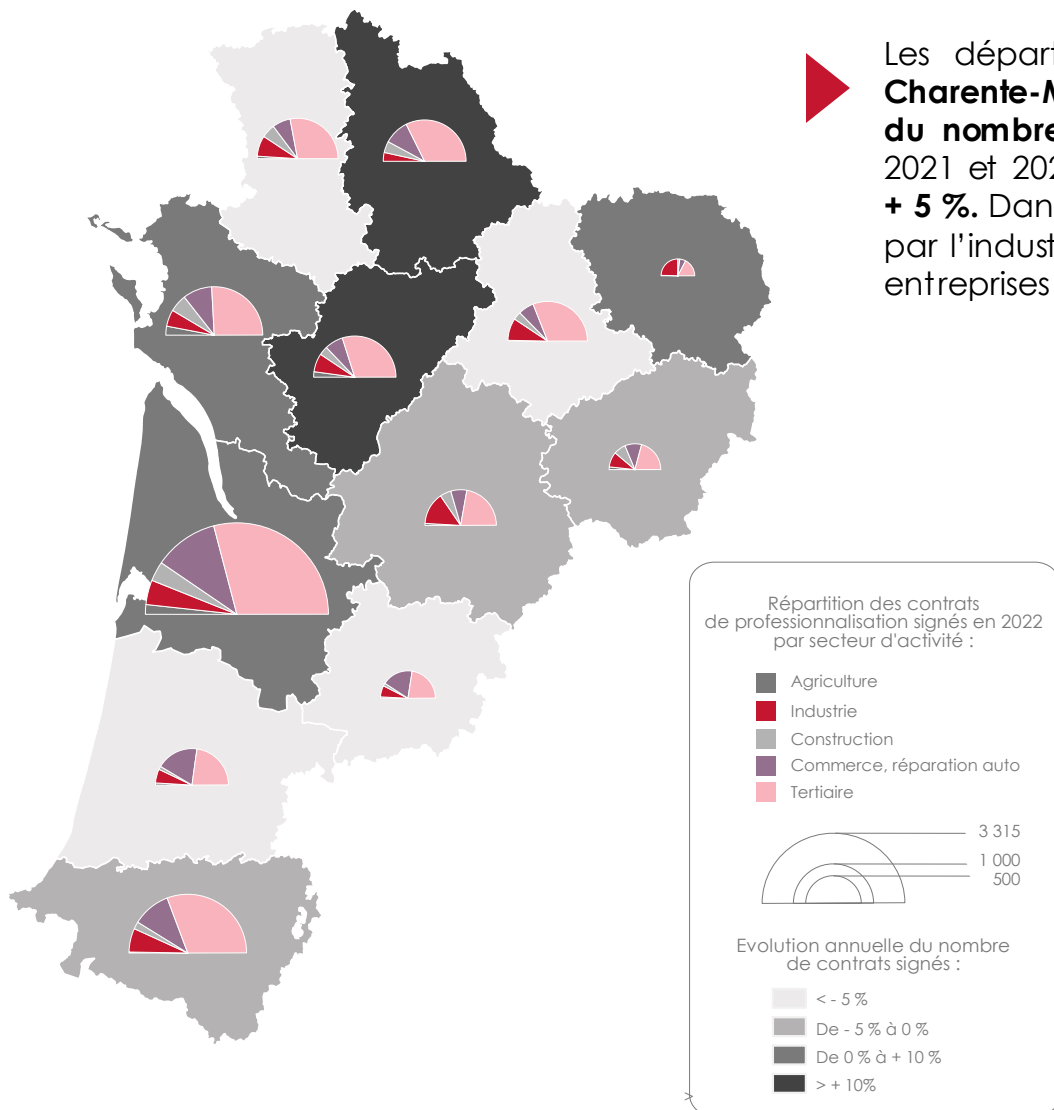 Les départ
Charente-M
du nombre
2021 et 202
+ 5 %. Dan
par l'indust
entreprises
Répartition des contrats
de professionnalisation signés en 2022
par secteur d'activité :
Agriculture
Industrie
Construction
Commerce, réparation auto
Tertiaire
3 315
1 000
500
Evolution annuelle du nombre
de contrats signés :
< - 5 %
De - 5 % à 0 %
De 0 % à + 10 %
> + 10%